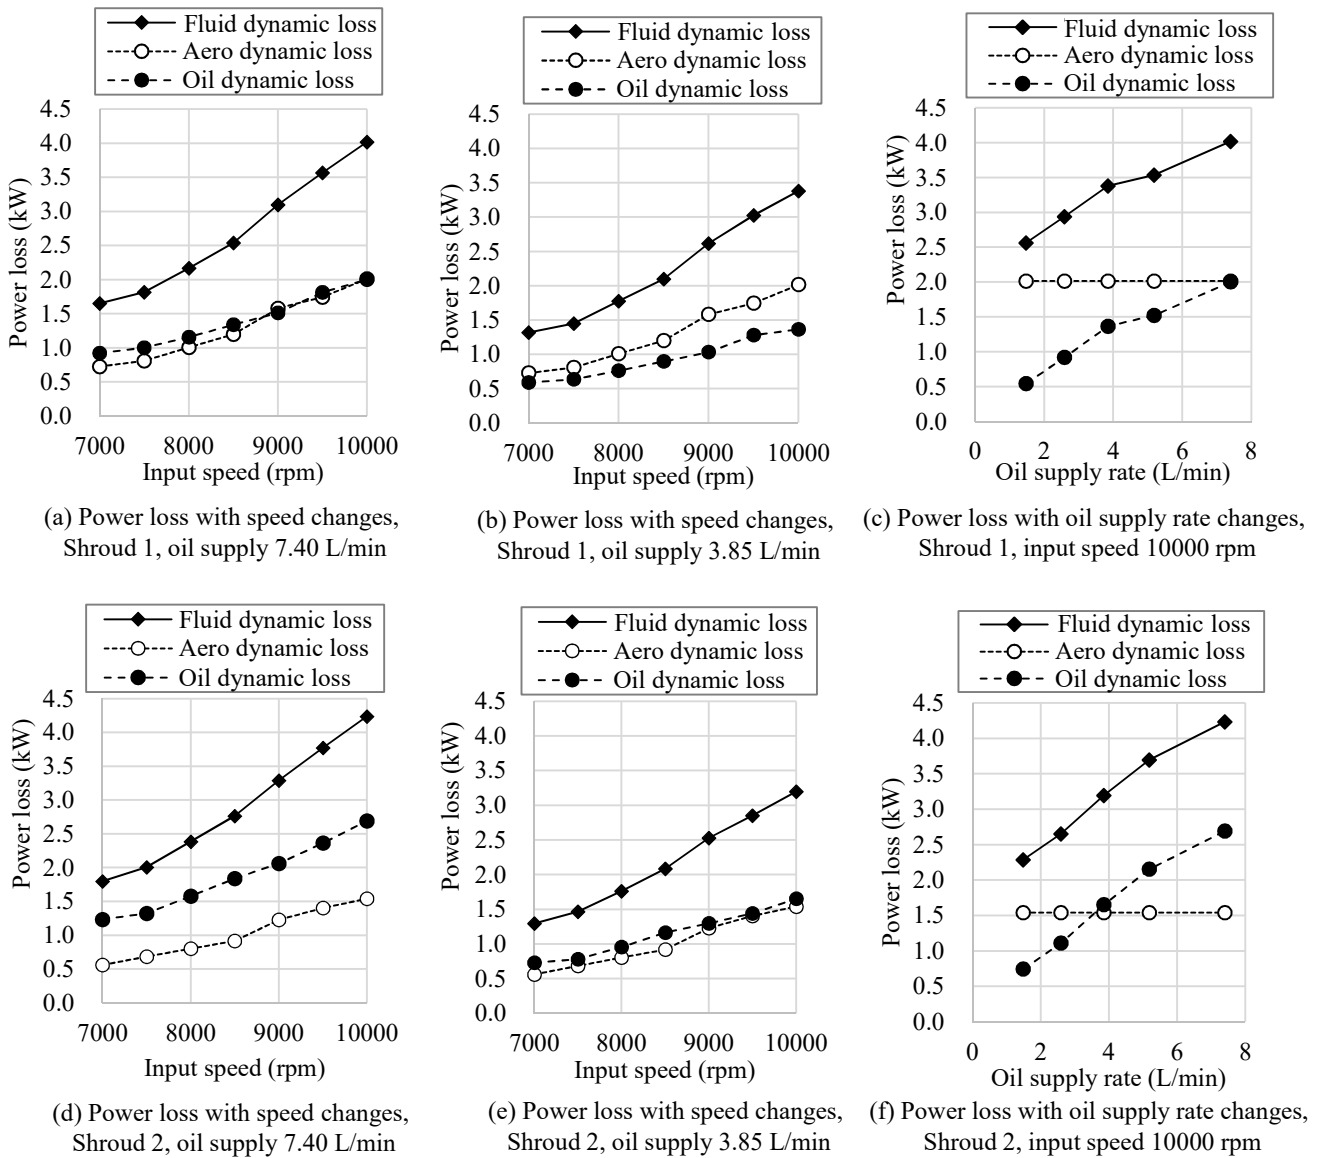 Fluid dynamic loss
Aero dynamic loss
Oil dynamic loss
Power loss (kW)
4.5
4.0
3.5
3.0
2.5
2.0
1.5
1.0
0.5
0.0
7000 8000 9000 10000
Input speed (rpm)
(a) Power loss with speed changes,
Shroud 1, oil supply 7.40 L/min
Fluid dynamic loss
Aero dynamic loss
Oil dynamic loss
Power loss (kW)
4.5
4.0
3.5
3.0
2.5
2.0
1.5
1.0
0.5
0.0
7000 8000 9000 10000
Input speed (rpm)
(b) Power loss with speed changes,
Shroud 1, oil supply 3.85 L/min
Fluid dynamic loss
Aero dynamic loss
Oil dynamic loss
Power loss (kW)
4.5
4.0
3.5
3.0
2.5
2.0
1.5
1.0
0.5
0.0
0 2 4 6 8
Oil supply rate (L/min)
(c) Power loss with oil supply rate changes,
Shroud 1, input speed 10000 rpm
Fluid dynamic loss
Aero dynamic loss
Oil dynamic loss
Power loss (kW)
4.5
4.0
3.5
3.0
2.5
2.0
1.5
1.0
0.5
0.0
7000 8000 9000 10000
Input speed (rpm)
(d) Power loss with speed changes,
Shroud 2, oil supply 7.40 L/min
Fluid dynamic loss
Aero dynamic loss
Oil dynamic loss
Power loss (kW)
4.5
4.0
3.5
3.0
2.5
2.0
1.5
1.0
0.5
0.0
7000 8000 9000 10000
Input speed (rpm)
(e) Power loss with speed changes,
Shroud 2, oil supply 3.85 L/min
Fluid dynamic loss
Aero dynamic loss
Oil dynamic loss
Power loss (kW)
4.5
4.0
3.5
3.0
2.5
2.0
1.5
1.0
0.5
0.0
0 2 4 6 8
Oil supply rate (L/min)
(f) Power loss with oil supply rate changes,
Shroud 2, input speed 10000 rpm